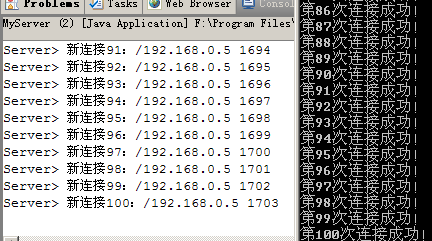 Problems Tasks Web Browser Consol
MyServer (2) [Java Application] F:\Program Files\
Server> 新连接91: /192.168.0.5 1694
Server> 新连接92: /192.168.0.5 1695
Server> 新连接93: /192.168.0.5 1696
Server> 新连接94: /192.168.0.5 1697
Server> 新连接95: /192.168.0.5 1698
Server> 新连接96: /192.168.0.5 1699
Server> 新连接97: /192.168.0.5 1700
Server> 新连接98: /192.168.0.5 1701
Server> 新连接99: /192.168.0.5 1702
Server> 新连接100: /192.168.0.5 1703
第86次连接成功!
第87次连接成功!
第88次连接成功!
第89次连接成功!
第90次连接成功!
第91次连接成功!
第92次连接成功!
第93次连接成功!
第94次连接成功!
第95次连接成功!
第96次连接成功!
第97次连接成功!
第98次连接成功!
第99次连接成功!
第100次连接成功!